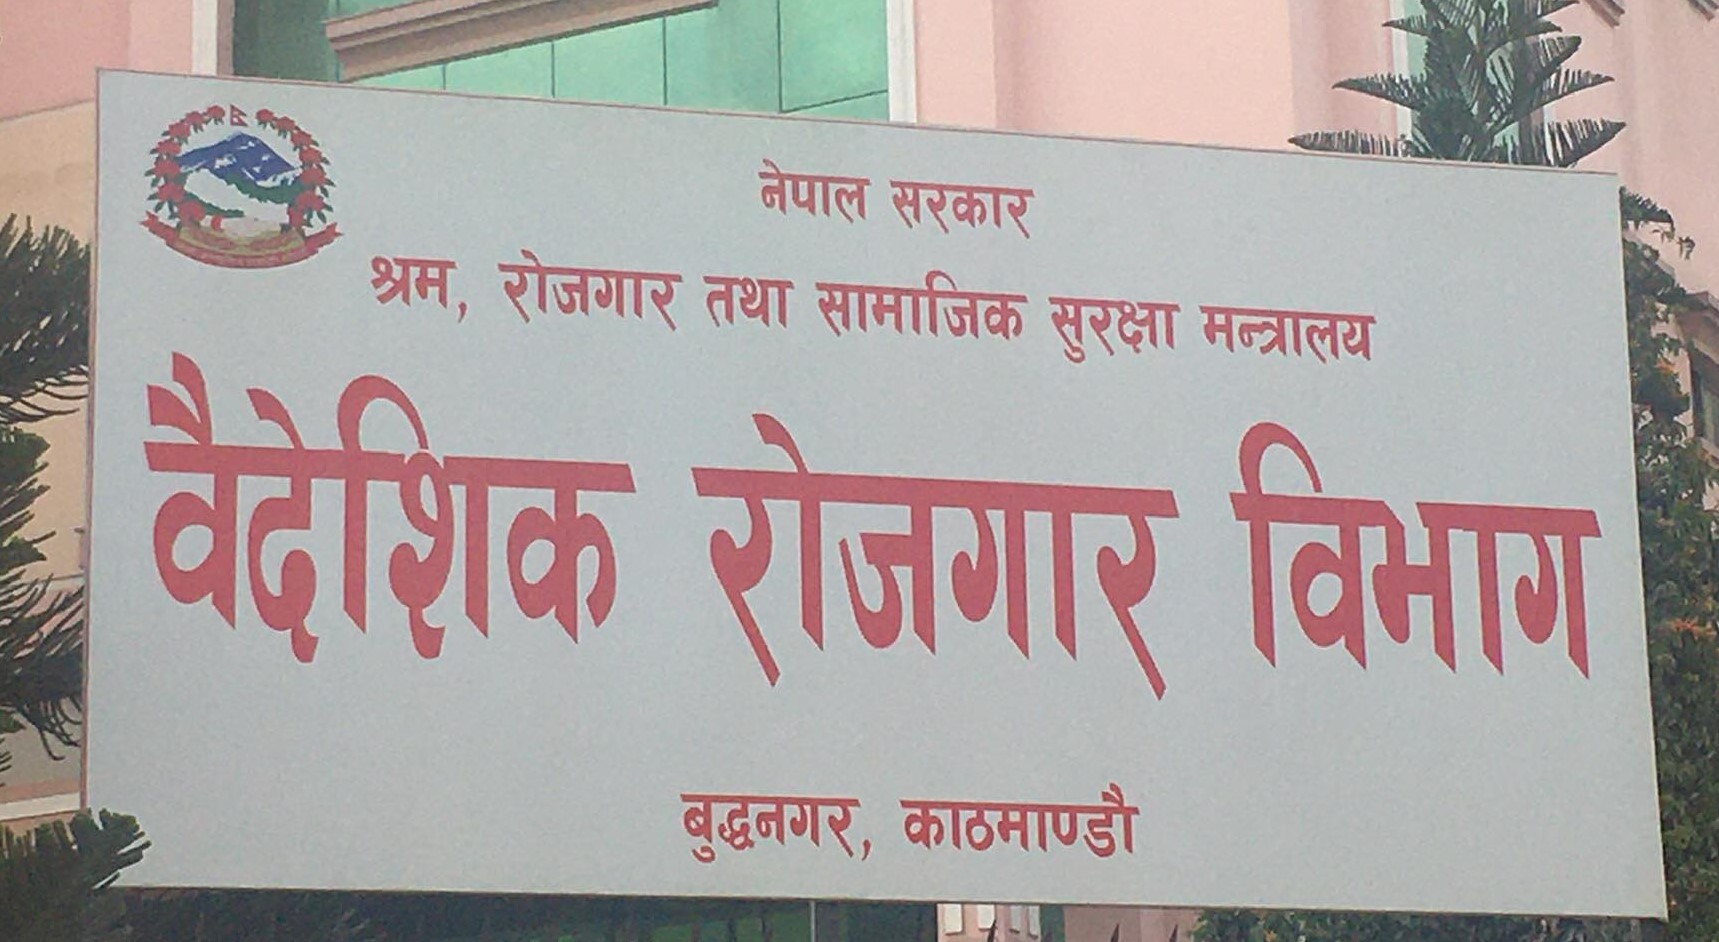 नेपाल सरकार
श्रम, रोजगार तथा सामाजिक सुरक्षा मन्त्रालय
वैदेशिक रोजगार विभाग
बुद्धनगर, काठमाण्डौ